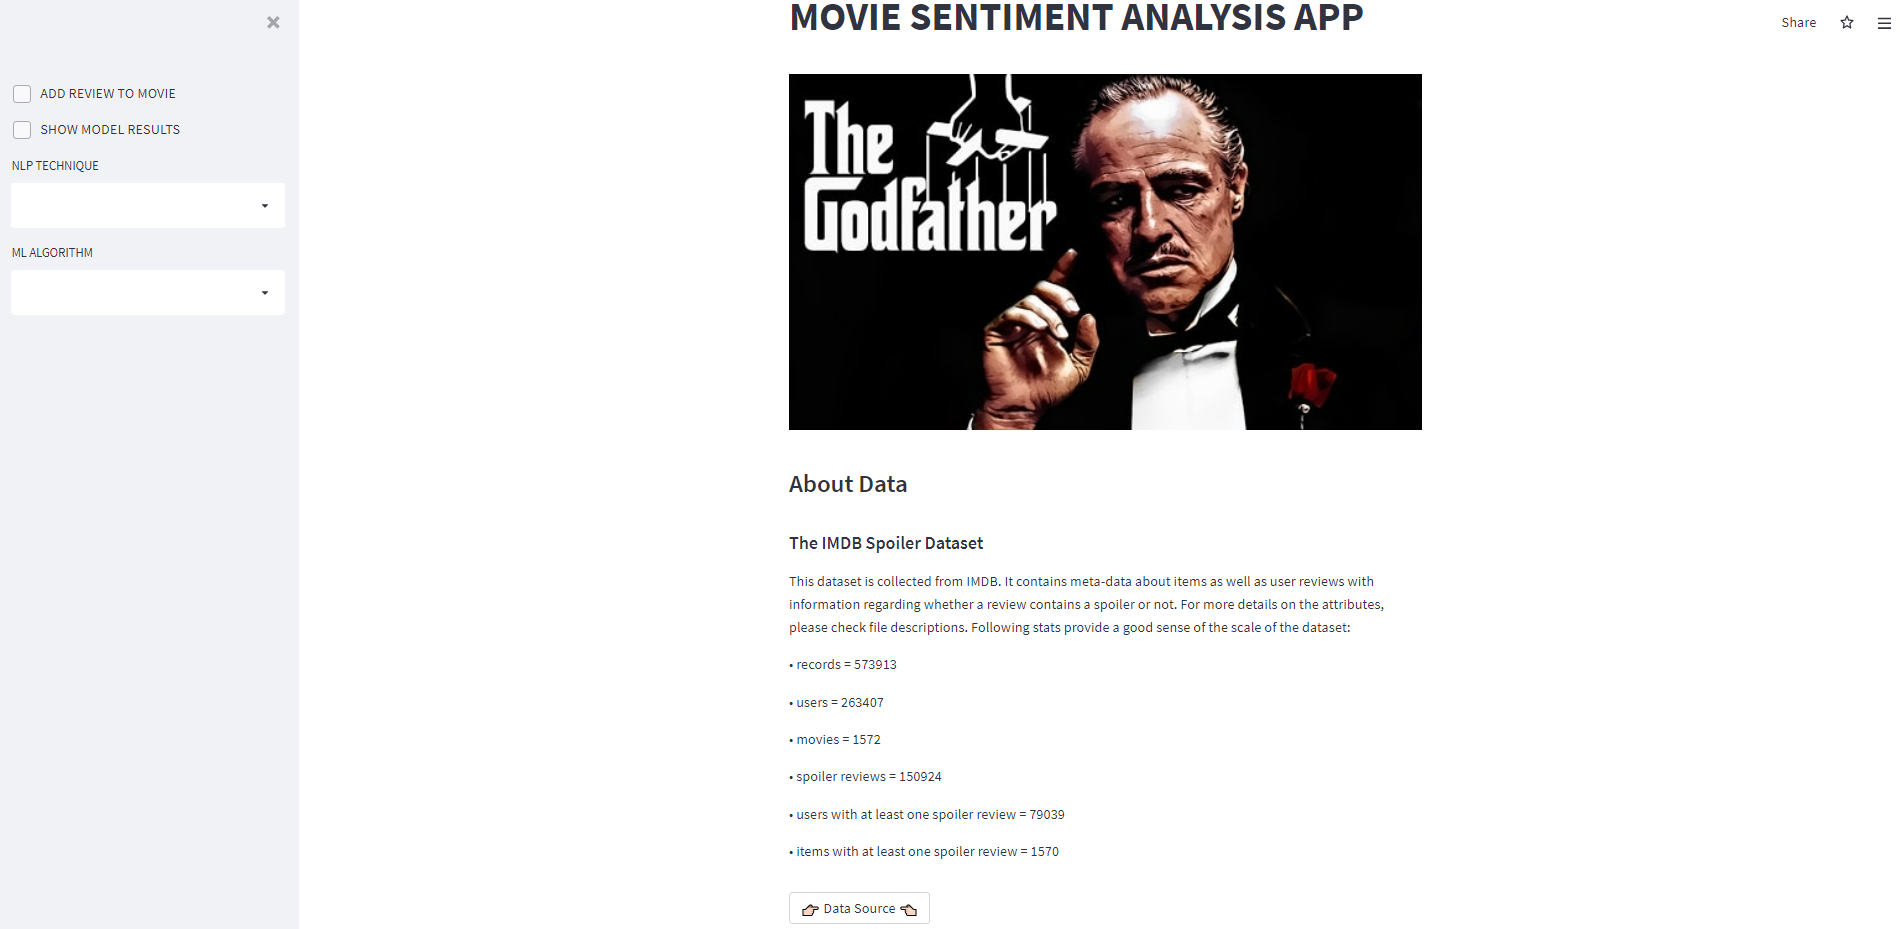 MOVIE SENTIMENT ANALYSIS APP
Share
ADD REVIEW TO MOVIE
SHOW MODEL RESULTS
NLP TECHNIQUE
ML ALGORITHM
The
Godfather
About Data
The IMDB Spoiler Dataset
This dataset is collected from IMDB. It contains meta-data about items as well as user reviews with
information regarding whether a review contains a spoiler or not. For more details on the attributes,
please check file descriptions. Following stats provide a good sense of the scale of the dataset:
• records = 573913
• users = 263407
• movies = 1572
• spoiler reviews = 150924
• users with at least one spoiler review = 79039
• items with at least one spoiler review = 1570
👉 Data Source 👈